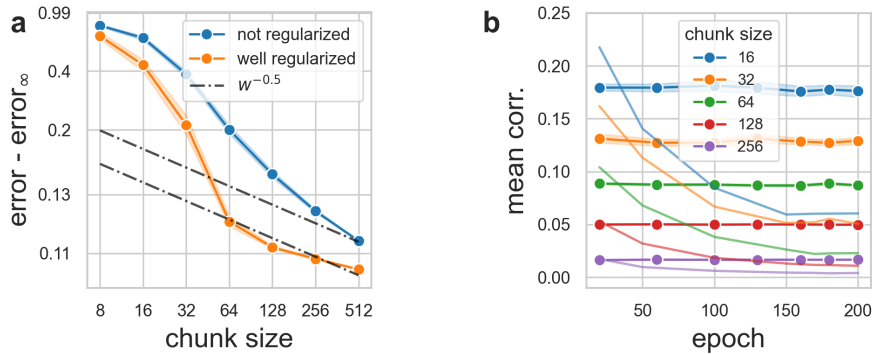 a
0.99
0.4
0.2
0.13
0.11
error - error∞
not regularized
well regularized
w^−0.5
8 16 32 64 128 256 512
chunk size
b
0.25
0.20
0.15
0.10
0.05
0.00
mean corr.
chunk size
16
32
64
128
256
50 100 150 200
epoch